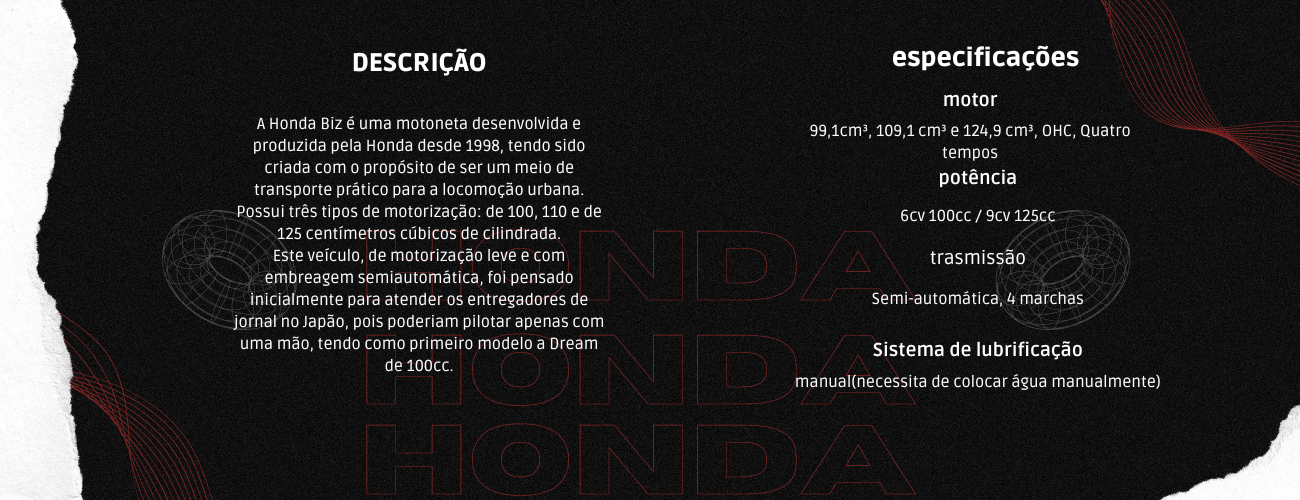 DESCRIÇÃO
A Honda Biz é uma motoneta desenvolvida e
produzida pela Honda desde 1998, tendo sido
criada com o propósito de ser um meio de
transporte prático para a locomoção urbana.
Possui três tipos de motorização: de 100, 110 e de
125 centímetros cúbicos de cilindrada.
Este veículo, de motorização leve e com
embreagem semiautomática, foi pensado
inicialmente para atender os entregadores de
jornal no Japão, pois poderiam pilotar apenas com
uma mão, tendo como primeiro modelo a Dream
de 100cc.
especificações
motor
99,1cm³, 109,1 cm³ e 124,9 cm³, OHC, Quatro
tempos
potência
6cv 100cc / 9cv 125cc
trasmissão
Semi-automática, 4 marchas
Sistema de lubrificação
manual(necessita de colocar água manualmente)
HONDA
HONDA
HONDA